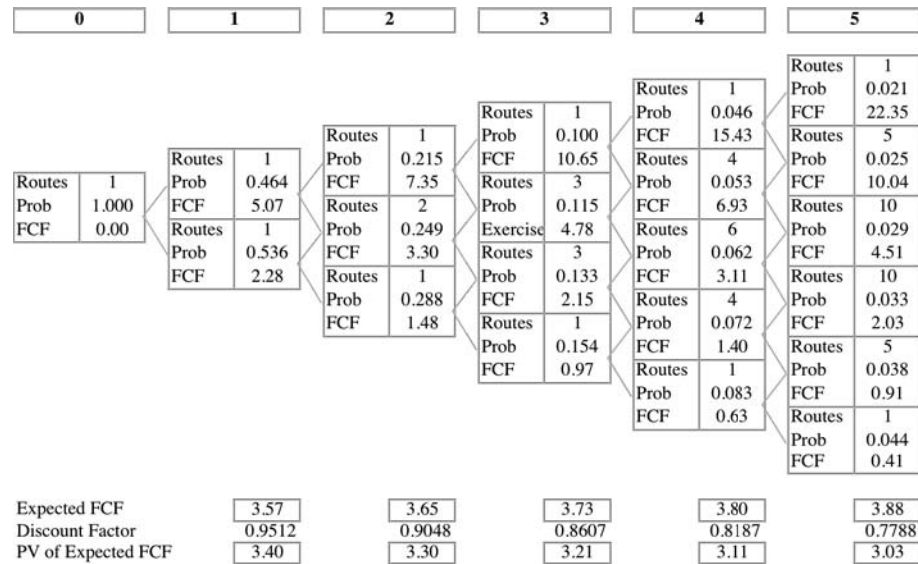 0 1 2 3 4 5
Routes 1
Prob 1.000
FCF 0.00
Routes 1
Prob 0.464
FCF 5.07
Routes 1
Prob 0.536
FCF 2.28
Routes 1
Prob 0.215
FCF 7.35
Routes 2
Prob 0.249
FCF 3.30
Routes 1
Prob 0.288
FCF 1.48
Routes 1
Prob 0.100
FCF 10.65
Routes 3
Prob 0.115
Exercise 4.78
Routes 3
Prob 0.133
FCF 2.15
Routes 1
Prob 0.154
FCF 0.97
Routes 1
Prob 0.046
FCF 15.43
Routes 4
Prob 0.053
FCF 6.93
Routes 6
Prob 0.062
FCF 3.11
Routes 4
Prob 0.072
FCF 1.40
Routes 1
Prob 0.083
FCF 0.63
Routes 1
Prob 0.021
FCF 22.35
Routes 5
Prob 0.025
FCF 10.04
Routes 10
Prob 0.029
FCF 4.51
Routes 10
Prob 0.033
FCF 2.03
Routes 5
Prob 0.038
FCF 0.91
Routes 1
Prob 0.044
FCF 0.41
Expected FCF 3.57 3.65 3.73 3.80 3.88
Discount Factor 0.9512 0.9048 0.8607 0.8187 0.7788
PV of Expected FCF 3.40 3.30 3.21 3.11 3.03